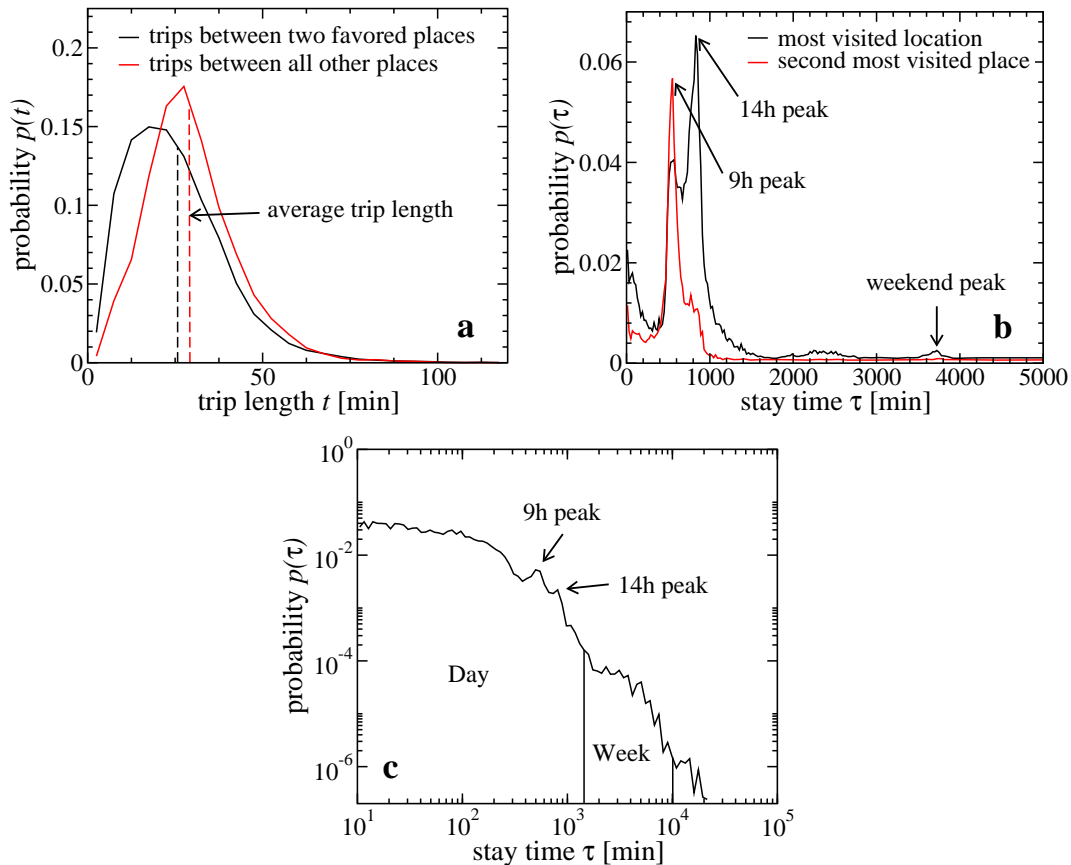 0.2
0.15
0.1
0.05
0
probability p(t)
trips between two favored places
trips between all other places
average trip length
a
0
50
100
trip length t [min]
0.06
0.04
0.02
0
probability p(τ)
most visited location
second most visited place
14h peak
9h peak
weekend peak
b
0
1000
2000
3000
4000
5000
stay time τ [min]
10^0
10^-2
10^-4
10^-6
probability p(τ)
9h peak
14h peak
Day
Week
c
10^1
10^2
10^3
10^4
10^5
stay time τ [min]